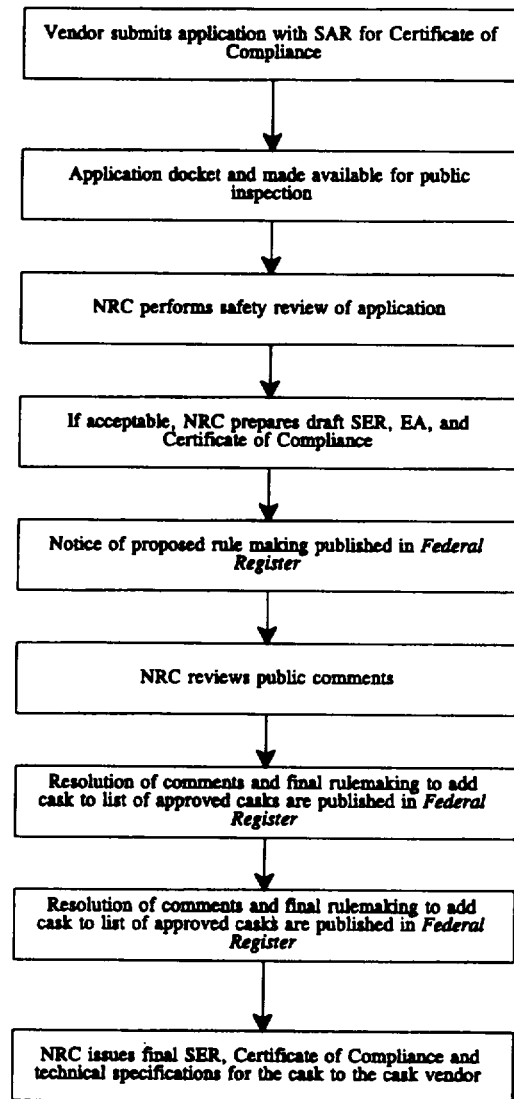 Vendor submits application with SAR for Certificate of
Compliance
Application docket and made available for public
inspection
NRC performs safety review of application
If acceptable, NRC prepares draft SER, EA, and
Certificate of Compliance
Notice of proposed rule making published in Federal
Register
NRC reviews public comments
Resolution of comments and final rulemaking to add
cask to list of approved casks are published in Federal
Register
Resolution of comments and final rulemaking to add
cask to list of approved casks are published in Federal
Register
NRC issues final SER, Certificate of Compliance and
technical specifications for the cask to the cask vendor